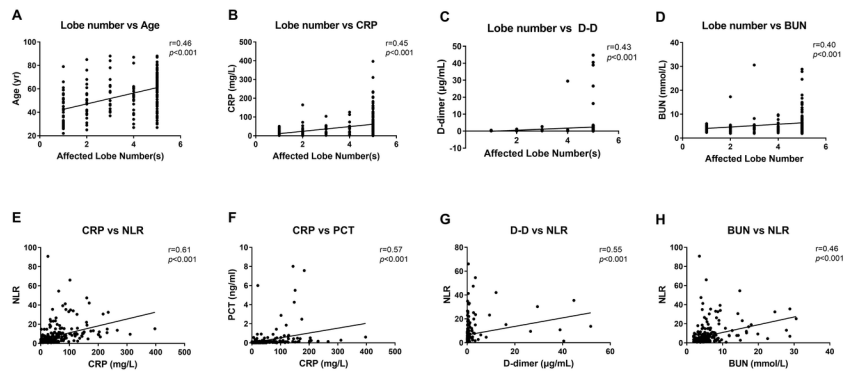 A
Lobe number vs Age
r=0.46
p<0.001
Age (yr)
100
80
60
40
20
0 2 4 6
Affected Lobe Number(s)
B
Lobe number vs CRP
r=0.45
p<0.001
CRP (mg/L)
500
400
300
200
100
0
0 2 4 6
Affected Lobe Number(s)
C
Lobe number vs D-D
r=0.43
p<0.001
D-dimer (μg/mL)
50
40
30
20
10
0
-10
2 4 6
Affected Lobe Number(s)
D
Lobe number vs BUN
r=0.40
p<0.001
BUN (mmol/L)
40
30
20
10
0
0 2 4 6
Affected Lobe Number
E
CRP vs NLR
r=0.61
p<0.001
NLR
100
80
60
40
20
0
0 100 200 300 400 500
CRP (mg/L)
F
CRP vs PCT
r=0.57
p<0.001
PCT (ng/ml)
10
8
6
4
2
0
0 200 400 600
CRP (mg/L)
G
D-D vs NLR
r=0.55
p<0.001
NLR
80
60
40
20
0
0 20 40 60
D-dimer (μg/mL)
H
BUN vs NLR
r=0.46
p<0.001
NLR
100
80
60
40
20
0
0 10 20 30 40
BUN (mmol/L)